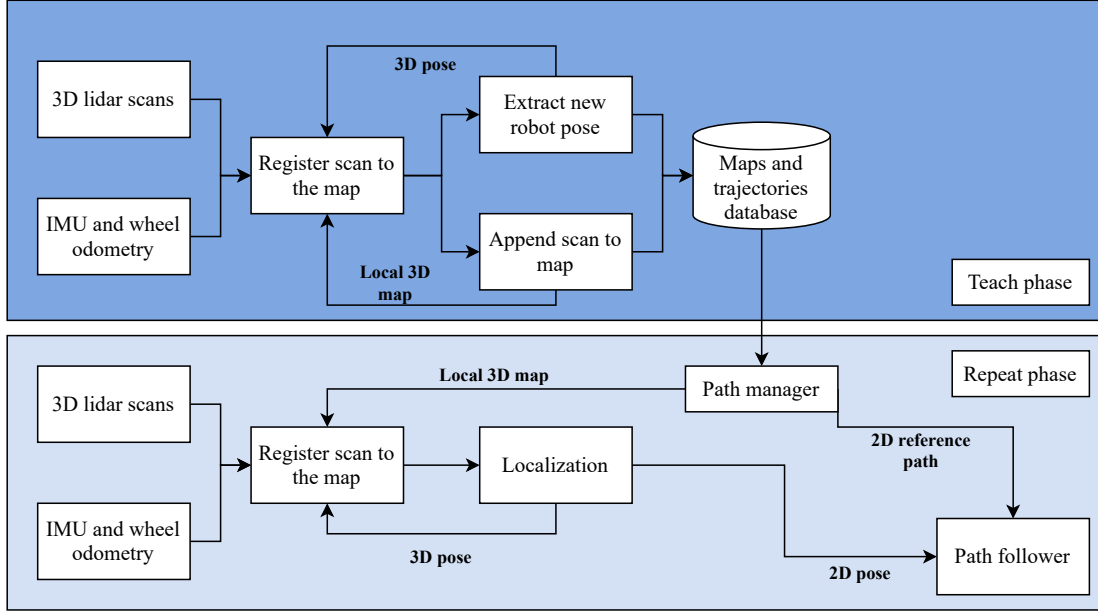 3D pose
3D lidar scans
Extract new
robot pose
Register scan to
the map
Maps and
trajectories
database
IMU and wheel
odometry
Append scan to
map
Local 3D
map
Teach phase
Repeat phase
Local 3D map
Path manager
3D lidar scans
2D reference
path
Register scan to
the map
Localization
IMU and wheel
odometry
3D pose
2D pose
Path follower